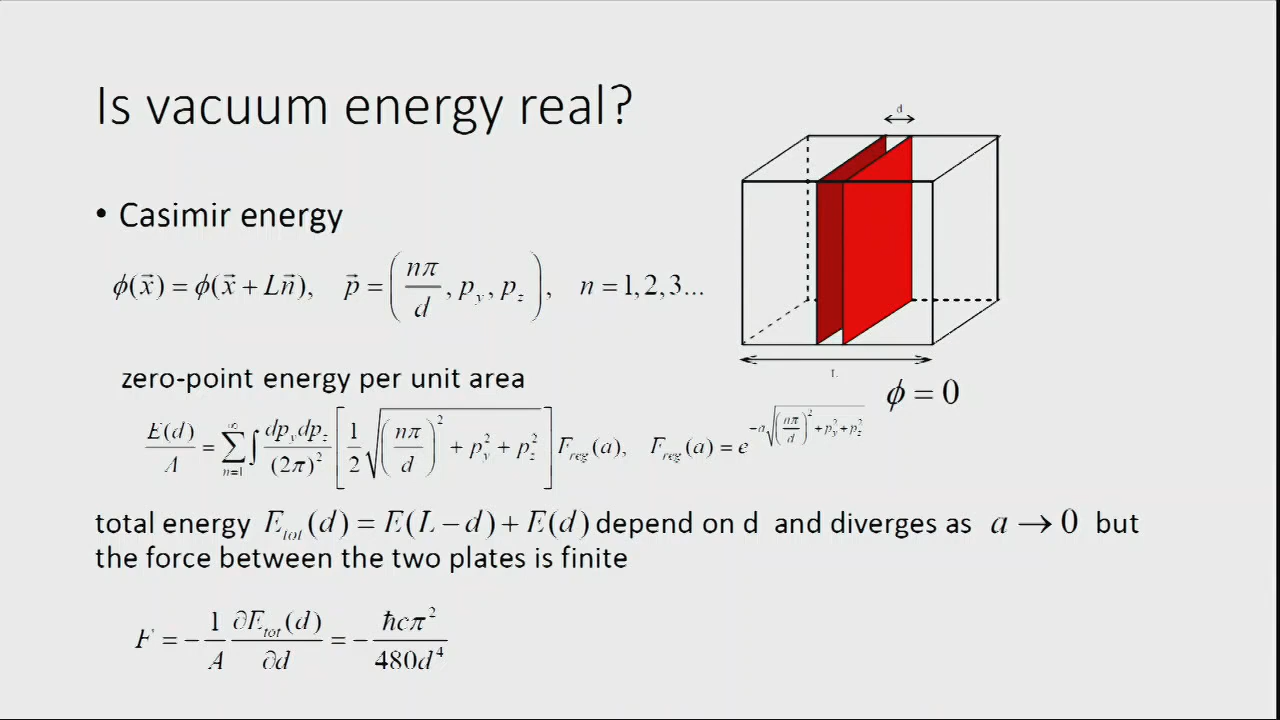 Is vacuum energy real?
d
• Casimir energy
ϕ(x⃗) = ϕ(x⃗ + Ln⃗),   p⃗ = (nπ/d, p_y, p_z),   n = 1,2,3...
L
ϕ = 0
zero-point energy per unit area
E(d)/A = ∑_{n=1}^{∞} ∫ dp_y dp_z/(2π)² [1/2 √((nπ/d)² + p_y² + p_z²)] F_reg(a),   F_reg(a) = e^{−a√((nπ/d)² + p_y² + p_z²)}
total energy E_tot(d) = E(L − d) + E(d) depend on d and diverges as a → 0 but
the force between the two plates is finite
F = − 1/A ∂E_tot(d)/∂d = − ħcπ²/480d⁴